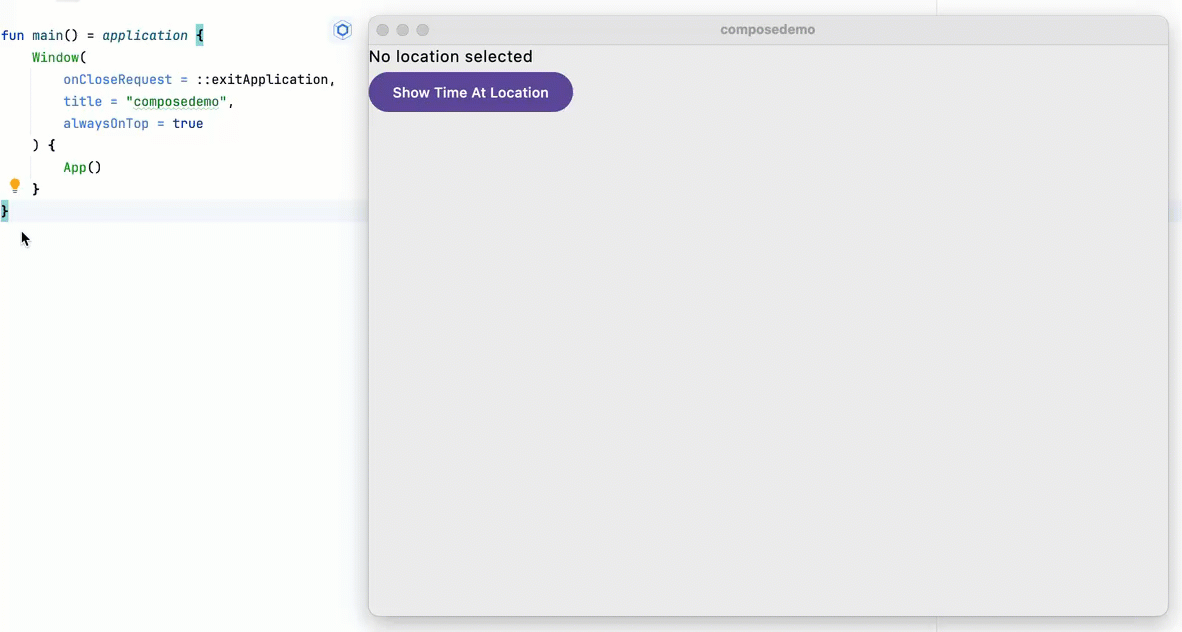 fun main() = application {
    Window(
        onCloseRequest = ::exitApplication,
        title = "composedemo",
        alwaysOnTop = true
    ) {
        App()
    }
}
composedemo
No location selected
Show Time At Location